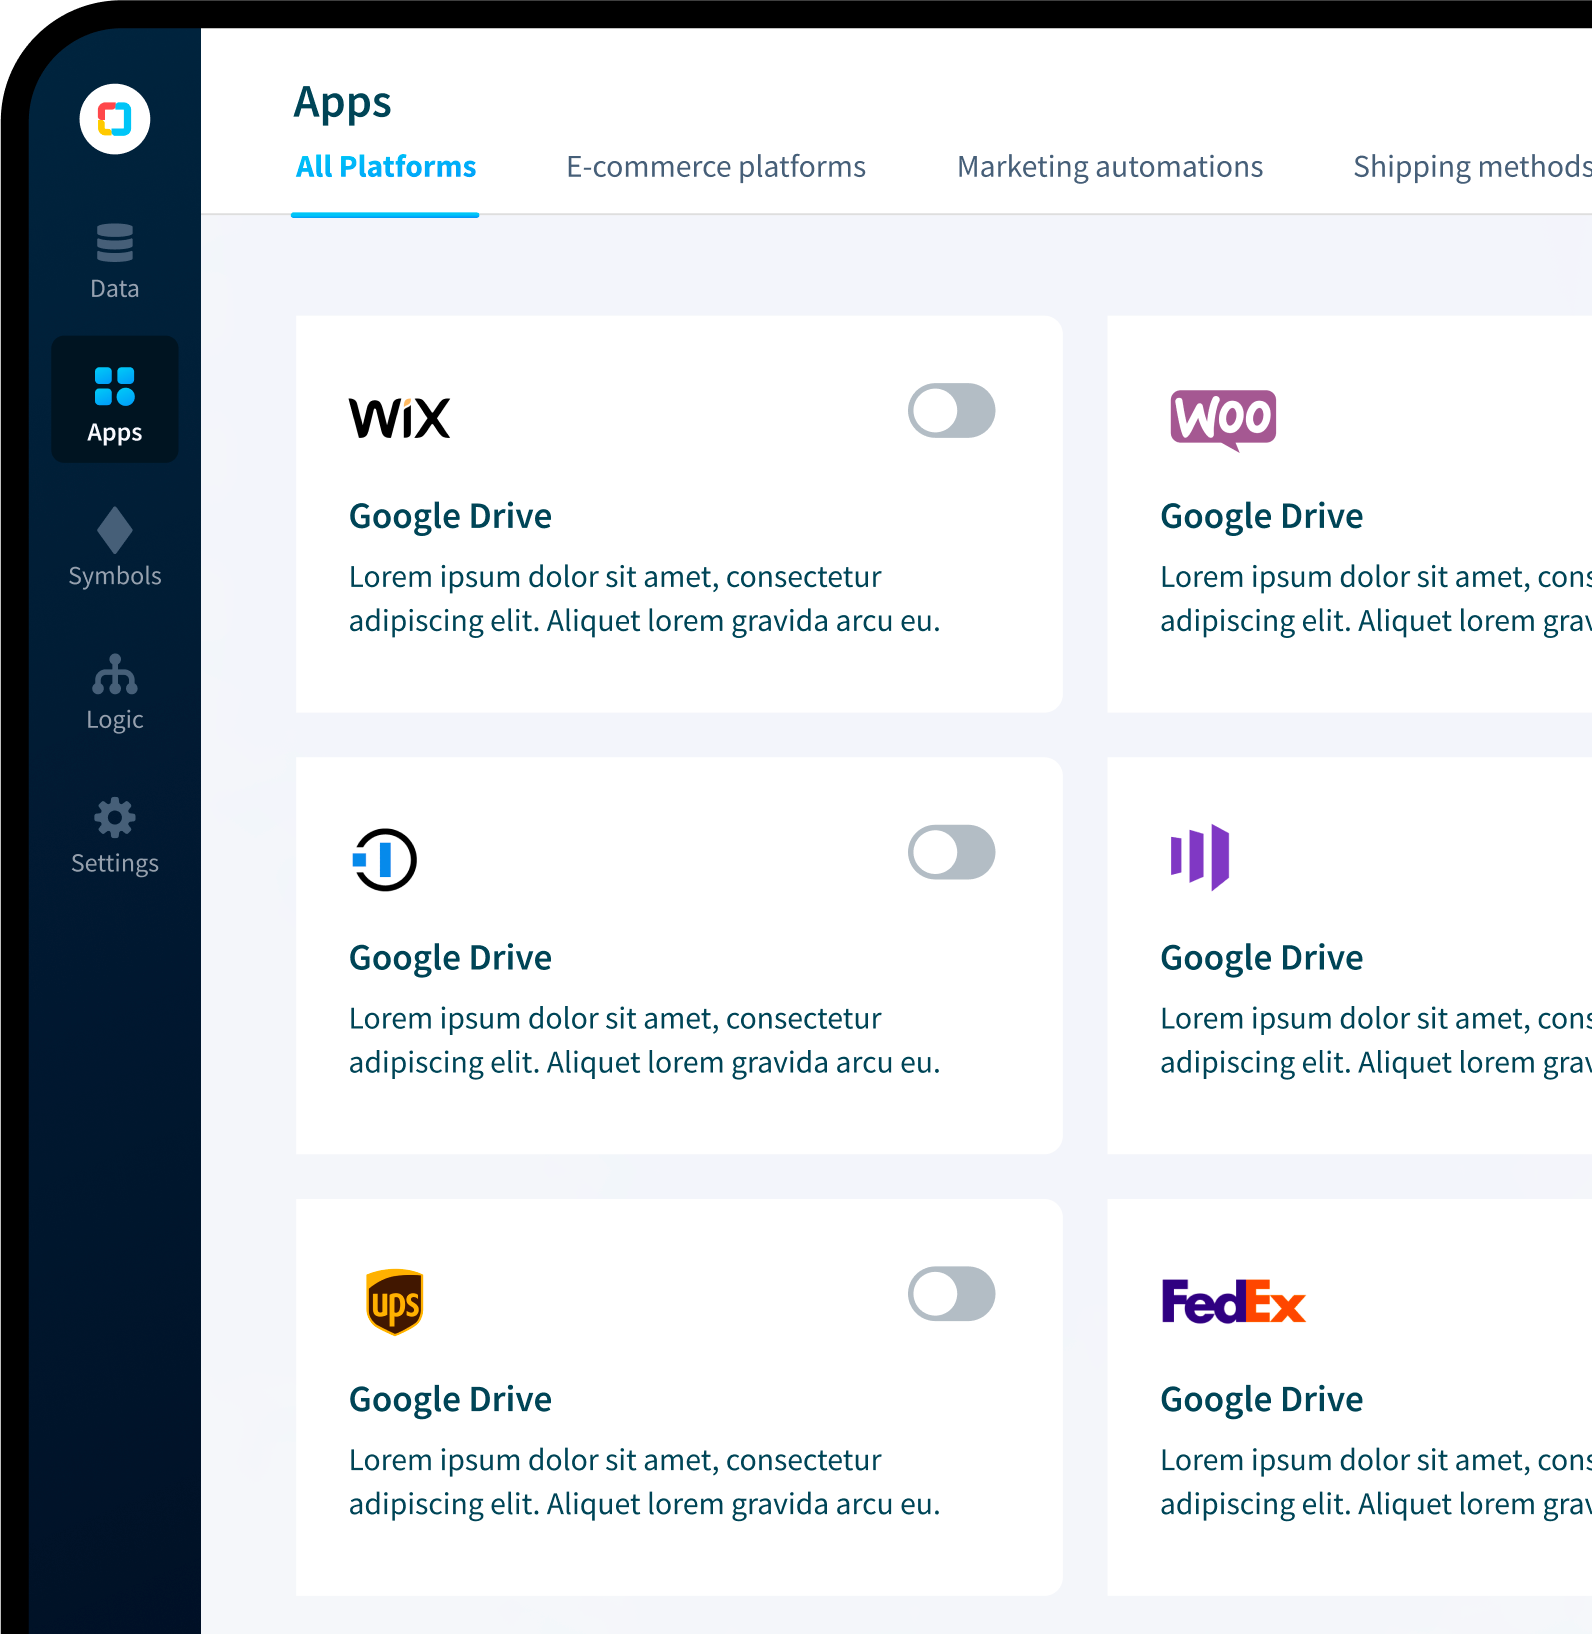 Apps
All Platforms
E-commerce platforms
Marketing automations
Shipping methods
Data
Apps
Symbols
Logic
Settings
WiX
Google Drive
Lorem ipsum dolor sit amet, consectetur
adipiscing elit. Aliquet lorem gravida arcu eu.
Woo
Google Drive
Lorem ipsum dolor sit amet, cons
adipiscing elit. Aliquet lorem grav
Google Drive
Lorem ipsum dolor sit amet, consectetur
adipiscing elit. Aliquet lorem gravida arcu eu.
Google Drive
Lorem ipsum dolor sit amet, cons
adipiscing elit. Aliquet lorem grav
ups
Google Drive
Lorem ipsum dolor sit amet, consectetur
adipiscing elit. Aliquet lorem gravida arcu eu.
FedEx
Google Drive
Lorem ipsum dolor sit amet, cons
adipiscing elit. Aliquet lorem grav